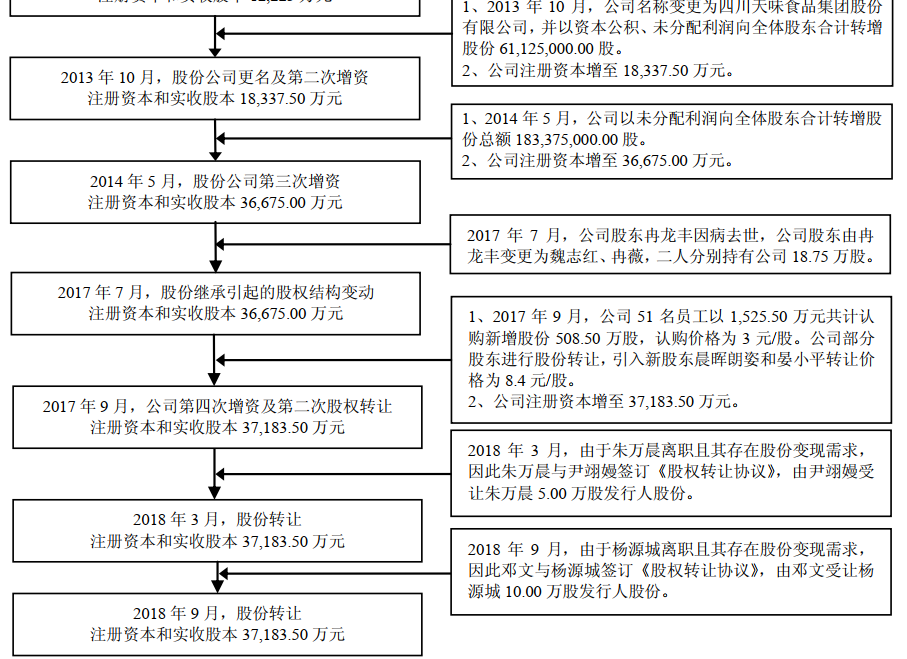 1、2013 年 10 月，公司名称变更为四川天味食品集团股份
有限公司，并以资本公积、未分配利润向全体股东合计转增
股份 61,125,000.00 股。
2、公司注册资本增至 18,337.50 万元。
2013 年 10 月，股份公司更名及第二次增资
注册资本和实收股本 18,337.50 万元
1、2014 年 5 月，公司以未分配利润向全体股东合计转增股
份总额 183,375,000.00 股。
2、公司注册资本增至 36,675.00 万元。
2014 年 5 月，股份公司第三次增资
注册资本和实收股本 36,675.00 万元
2017 年 7 月，公司股东冉龙丰因病去世，公司股东由冉
龙丰变更为魏志红、冉薇，二人分别持有公司 18.75 万股。
2017 年 7 月，股份继承引起的股权结构变动
注册资本和实收股本 36,675.00 万元
1、2017 年 9 月，公司 51 名员工以 1,525.50 万元共计认
购新增股份 508.50 万股，认购价格为 3 元/股。公司部分
股东进行股份转让，引入新股东晨晖朗姿和晏小平转让价
格为 8.4 元/股。
2、公司注册资本增至 37,183.50 万元。
2017 年 9 月，公司第四次增资及第二次股权转让
注册资本和实收股本 37,183.50 万元
2018 年 3 月，由于朱万晨离职且其存在股份变现需求，
因此朱万晨与尹翊嫚签订《股权转让协议》，由尹翊嫚受
让朱万晨 5.00 万股发行人股份。
2018 年 3 月，股份转让
注册资本和实收股本 37,183.50 万元
2018 年 9 月，由于杨源城离职且其存在股份变现需求，
因此邓文与杨源城签订《股权转让协议》，由邓文受让杨
源城 10.00 万股发行人股份。
2018 年 9 月，股份转让
注册资本和实收股本 37,183.50 万元